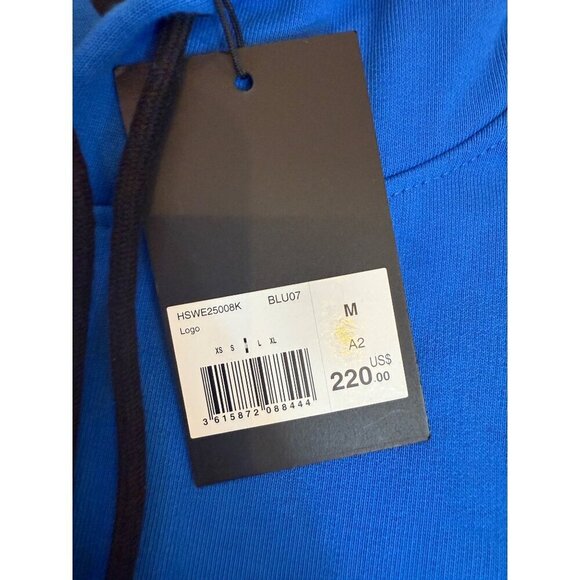 HSWE25008K BLU07
Logo
XS S L XL
3 615872 088444
M
A2
US$
220.00